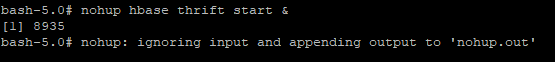 bash-5.0# nohup hbase thrift start &
[1] 8935
bash-5.0# nohup: ignoring input and appending output to 'nohup.out'